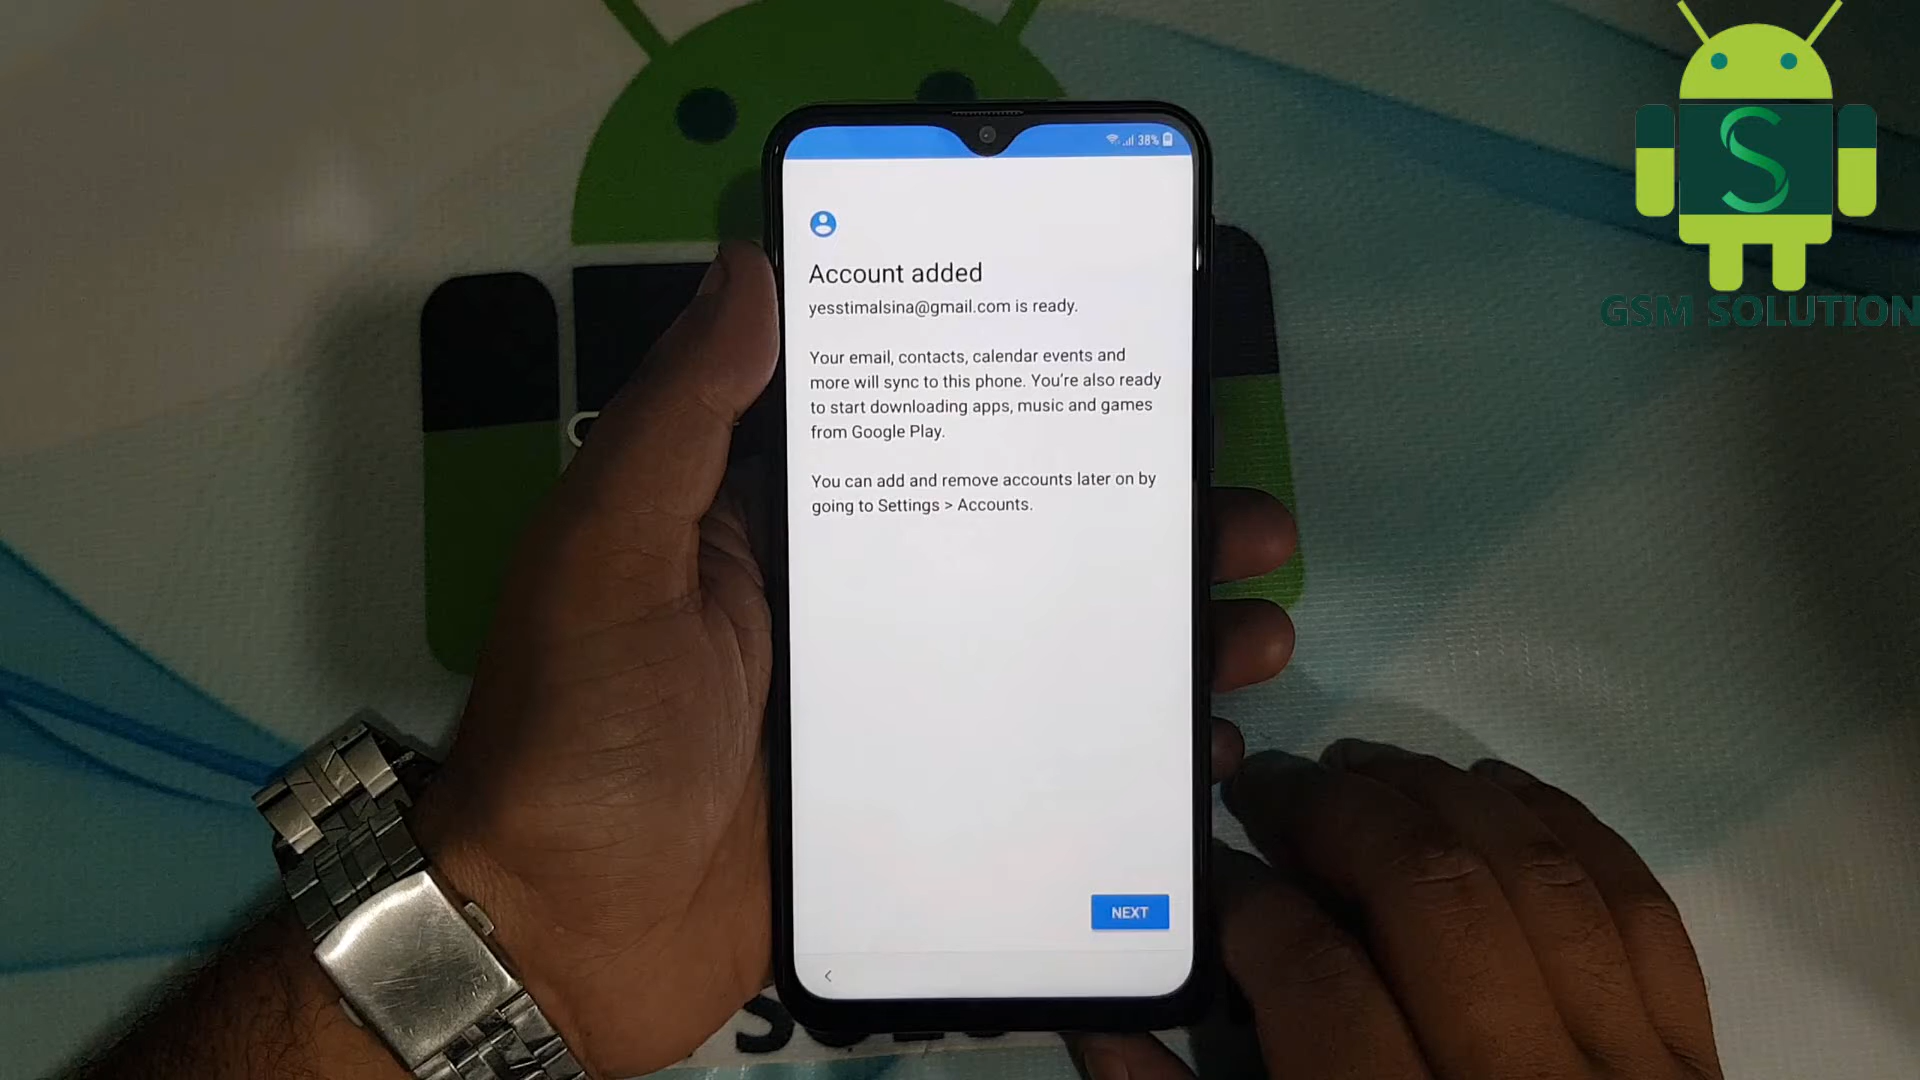 38%
Account added
yesstimalsina@gmail.com is ready.
Your email, contacts, calendar events and
more will sync to this phone. You're also ready
to start downloading apps, music and games
from Google Play.
You can add and remove accounts later on by
going to Settings > Accounts.
NEXT
S
GSM SOLUTION